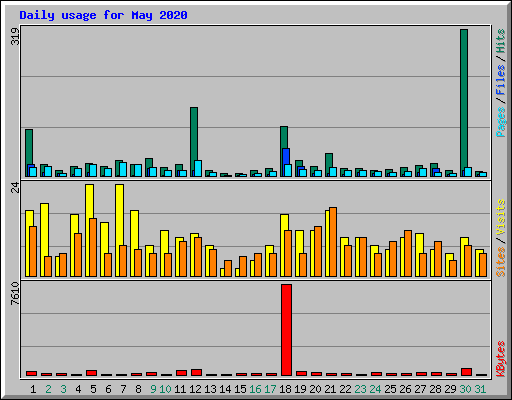 Daily usage for May 2020
319
Pages / Files / Hits
24
Sites / Visits
7610
KBytes
1 2 3 4 5 6 7 8 9 10 11 12 13 14 15 16 17 18 19 20 21 22 23 24 25 26 27 28 29 30 31